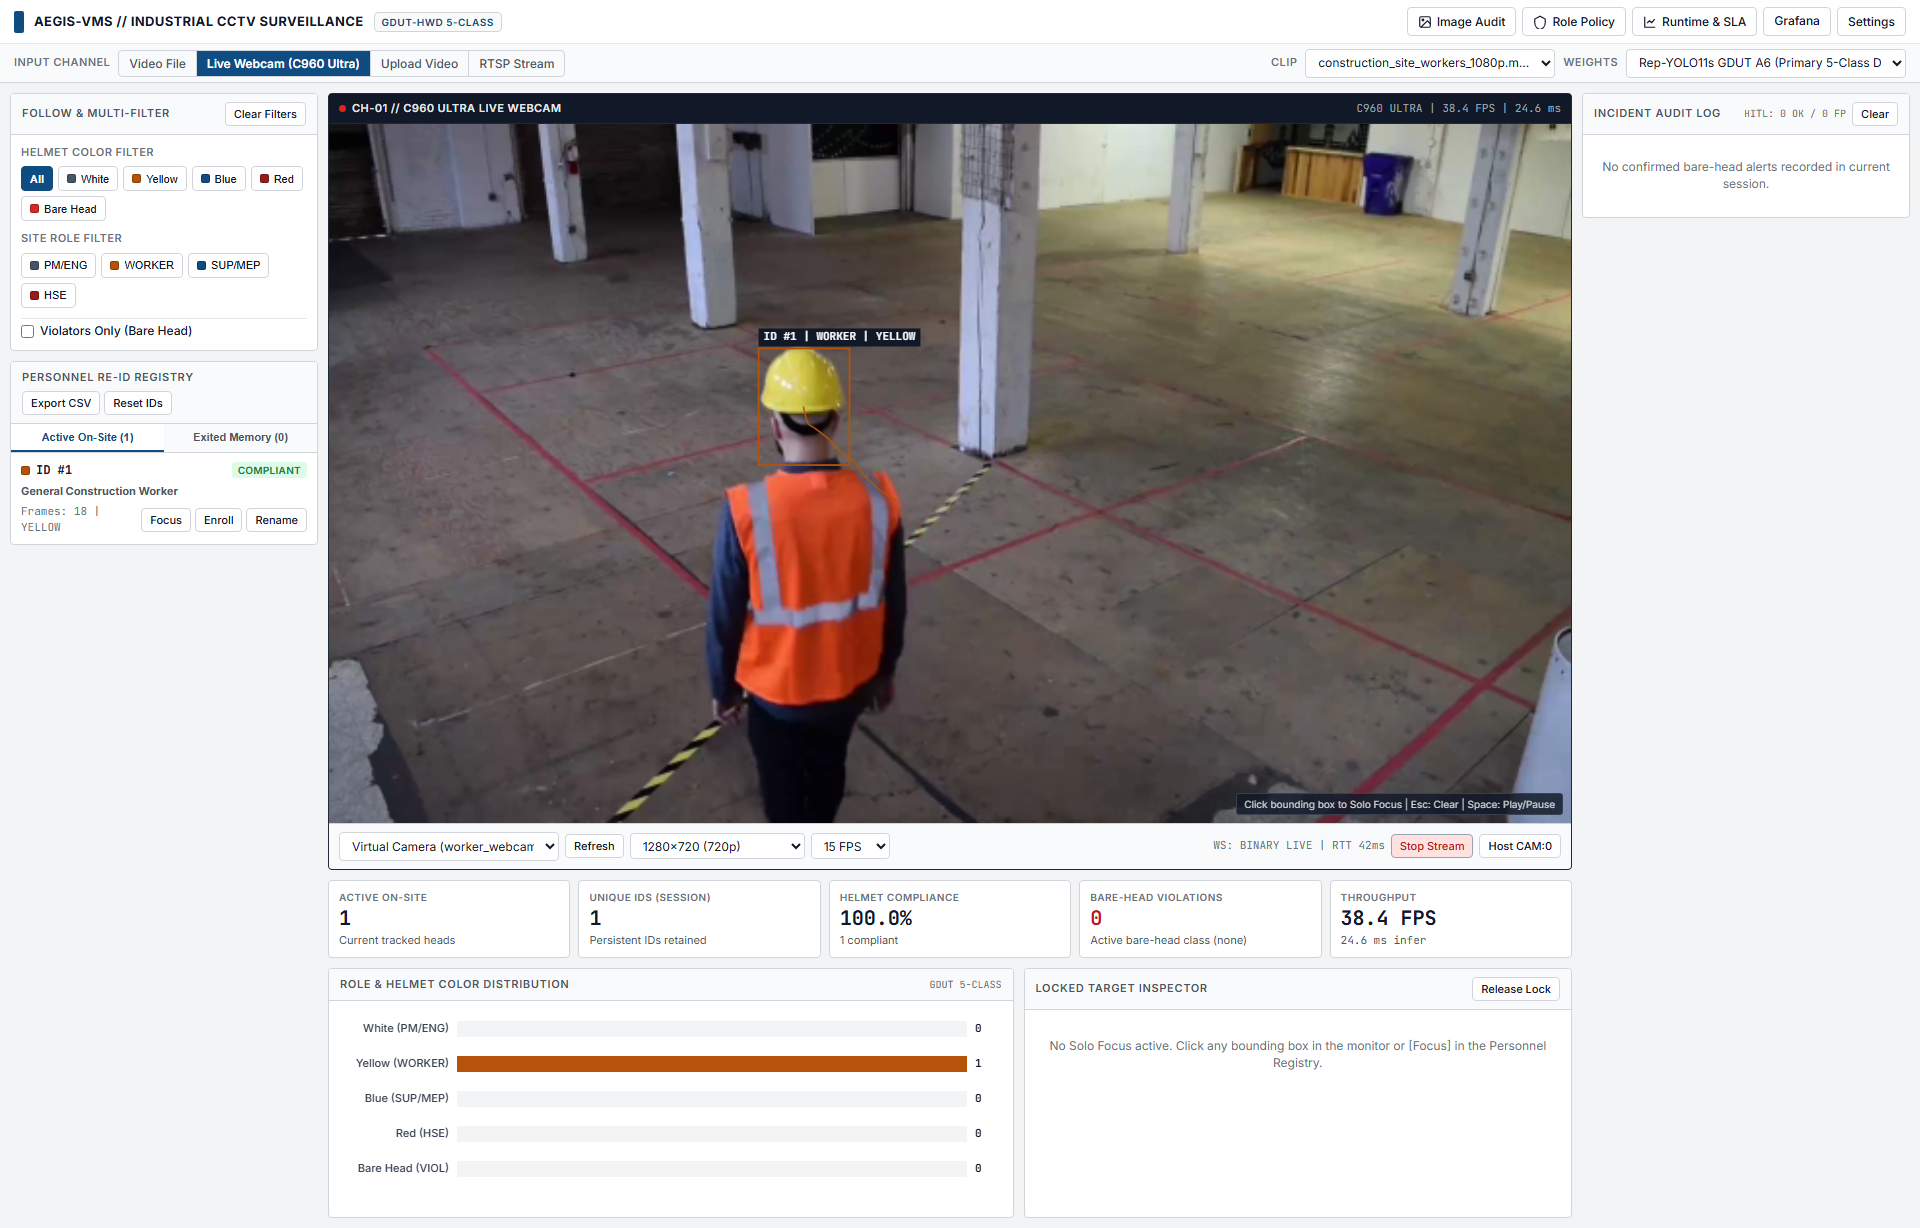 AEGIS-VMS // INDUSTRIAL CCTV SURVEILLANCE
GDUT-HWD 5-CLASS
Image Audit
Role Policy
Runtime & SLA
Grafana
Settings
INPUT CHANNEL
Video File
Live Webcam (C960 Ultra)
Upload Video
RTSP Stream
CLIP
construction_site_workers_1080p.m...
WEIGHTS
Rep-YOLO11s GDUT A6 (Primary 5-Class D
FOLLOW & MULTI-FILTER
Clear Filters
HELMET COLOR FILTER
All
White
Yellow
Blue
Red
Bare Head
SITE ROLE FILTER
PM/ENG
WORKER
SUP/MEP
HSE
Violators Only (Bare Head)
PERSONNEL RE-ID REGISTRY
Export CSV
Reset IDs
Active On-Site (1)
Exited Memory (0)
ID #1
COMPLIANT
General Construction Worker
Frames: 18 |
YELLOW
Focus
Enroll
Rename
CH-01 // C960 ULTRA LIVE WEBCAM
C960 ULTRA | 38.4 FPS | 24.6 ms
ID #1 | WORKER | YELLOW
Click bounding box to Solo Focus | Esc: Clear | Space: Play/Pause
Virtual Camera (worker_webcam
Refresh
1280×720 (720p)
15 FPS
WS: BINARY LIVE | RTT 42ms
Stop Stream
Host CAM:0
ACTIVE ON-SITE
1
Current tracked heads
UNIQUE IDS (SESSION)
1
Persistent IDs retained
HELMET COMPLIANCE
100.0%
1 compliant
BARE-HEAD VIOLATIONS
0
Active bare-head class (none)
THROUGHPUT
38.4 FPS
24.6 ms infer
ROLE & HELMET COLOR DISTRIBUTION
GDUT 5-CLASS
White (PM/ENG)
0
Yellow (WORKER)
1
Blue (SUP/MEP)
0
Red (HSE)
0
Bare Head (VIOL)
0
LOCKED TARGET INSPECTOR
Release Lock
No Solo Focus active. Click any bounding box in the monitor or [Focus] in the Personnel
Registry.
INCIDENT AUDIT LOG
HITL: 0 OK / 0 FP
Clear
No confirmed bare-head alerts recorded in current
session.